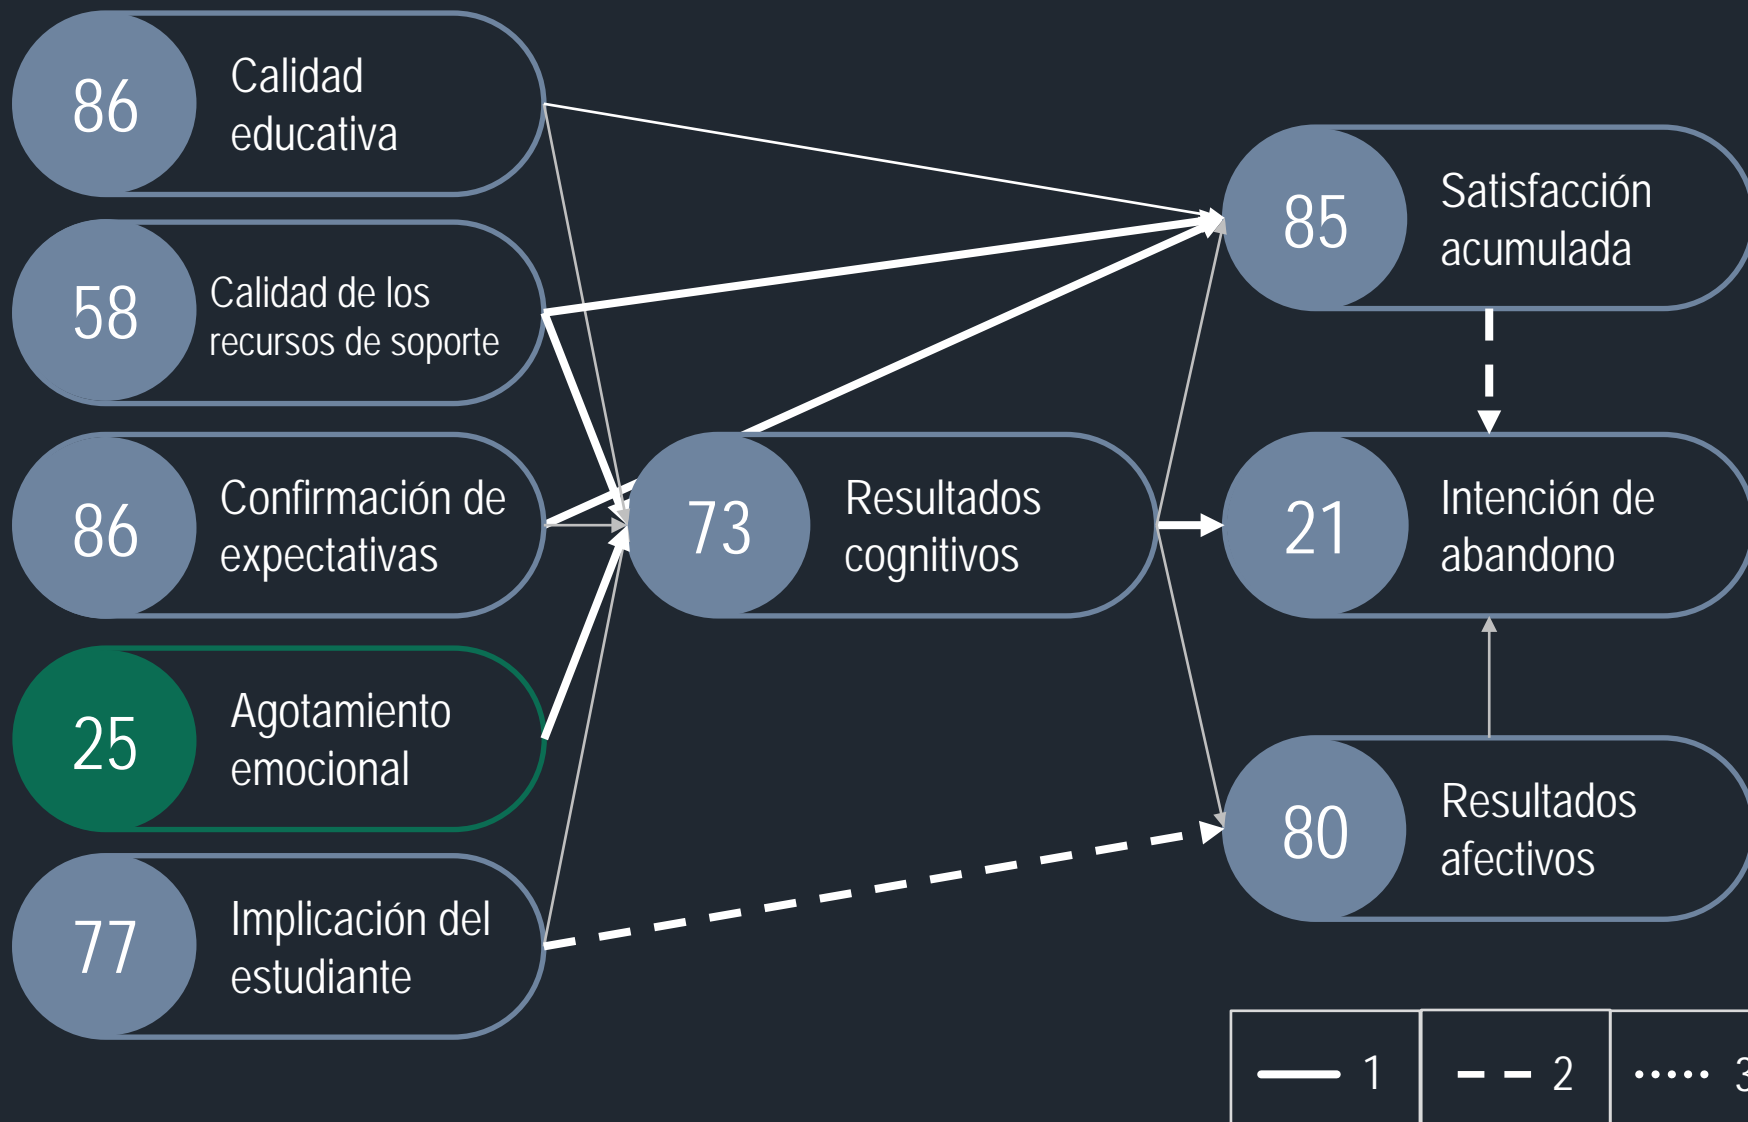 86
Calidad
educativa
58
Calidad de los
recursos de soporte
86
Confirmación de
expectativas
25
Agotamiento
emocional
77
Implicación del
estudiante
73
Resultados
cognitivos
85
Satisfacción
acumulada
21
Intención de
abandono
80
Resultados
afectivos
1
2
3